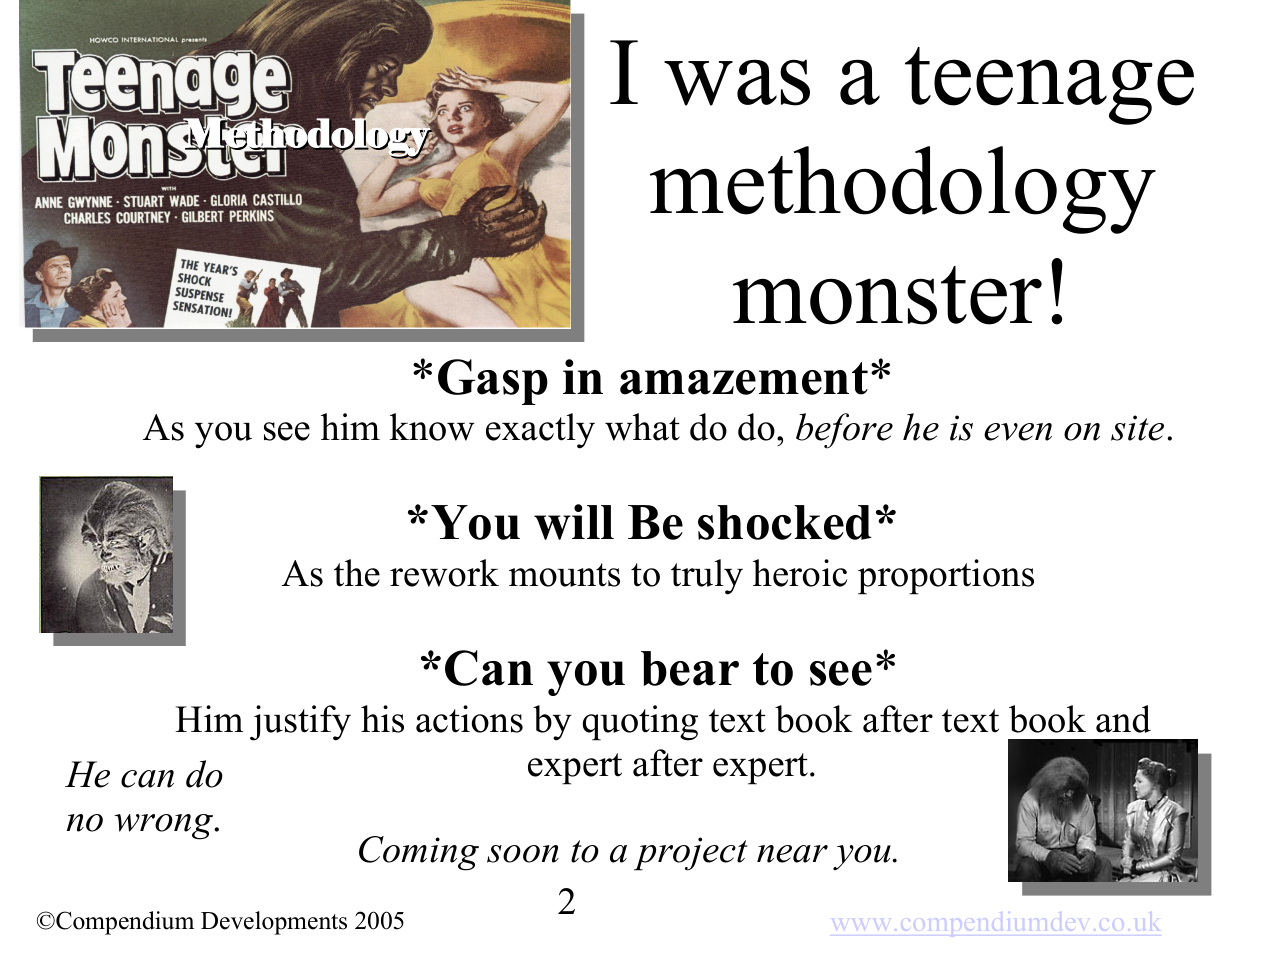 HOWCO INTERNATIONAL presents
Teenage
Monster
Methodology
WITH
ANNE GWYNNE · STUART WADE · GLORIA CASTILLO
CHARLES COURTNEY · GILBERT PERKINS
THE YEAR'S
SHOCK
SUSPENSE
SENSATION!
I was a teenage
methodology
monster!
*Gasp in amazement*
As you see him know exactly what do do, before he is even on site.
*You will Be shocked*
As the rework mounts to truly heroic proportions
*Can you bear to see*
Him justify his actions by quoting text book after text book and
expert after expert.
He can do
no wrong.
Coming soon to a project near you.
2
©Compendium Developments 2005
www.compendiumdev.co.uk